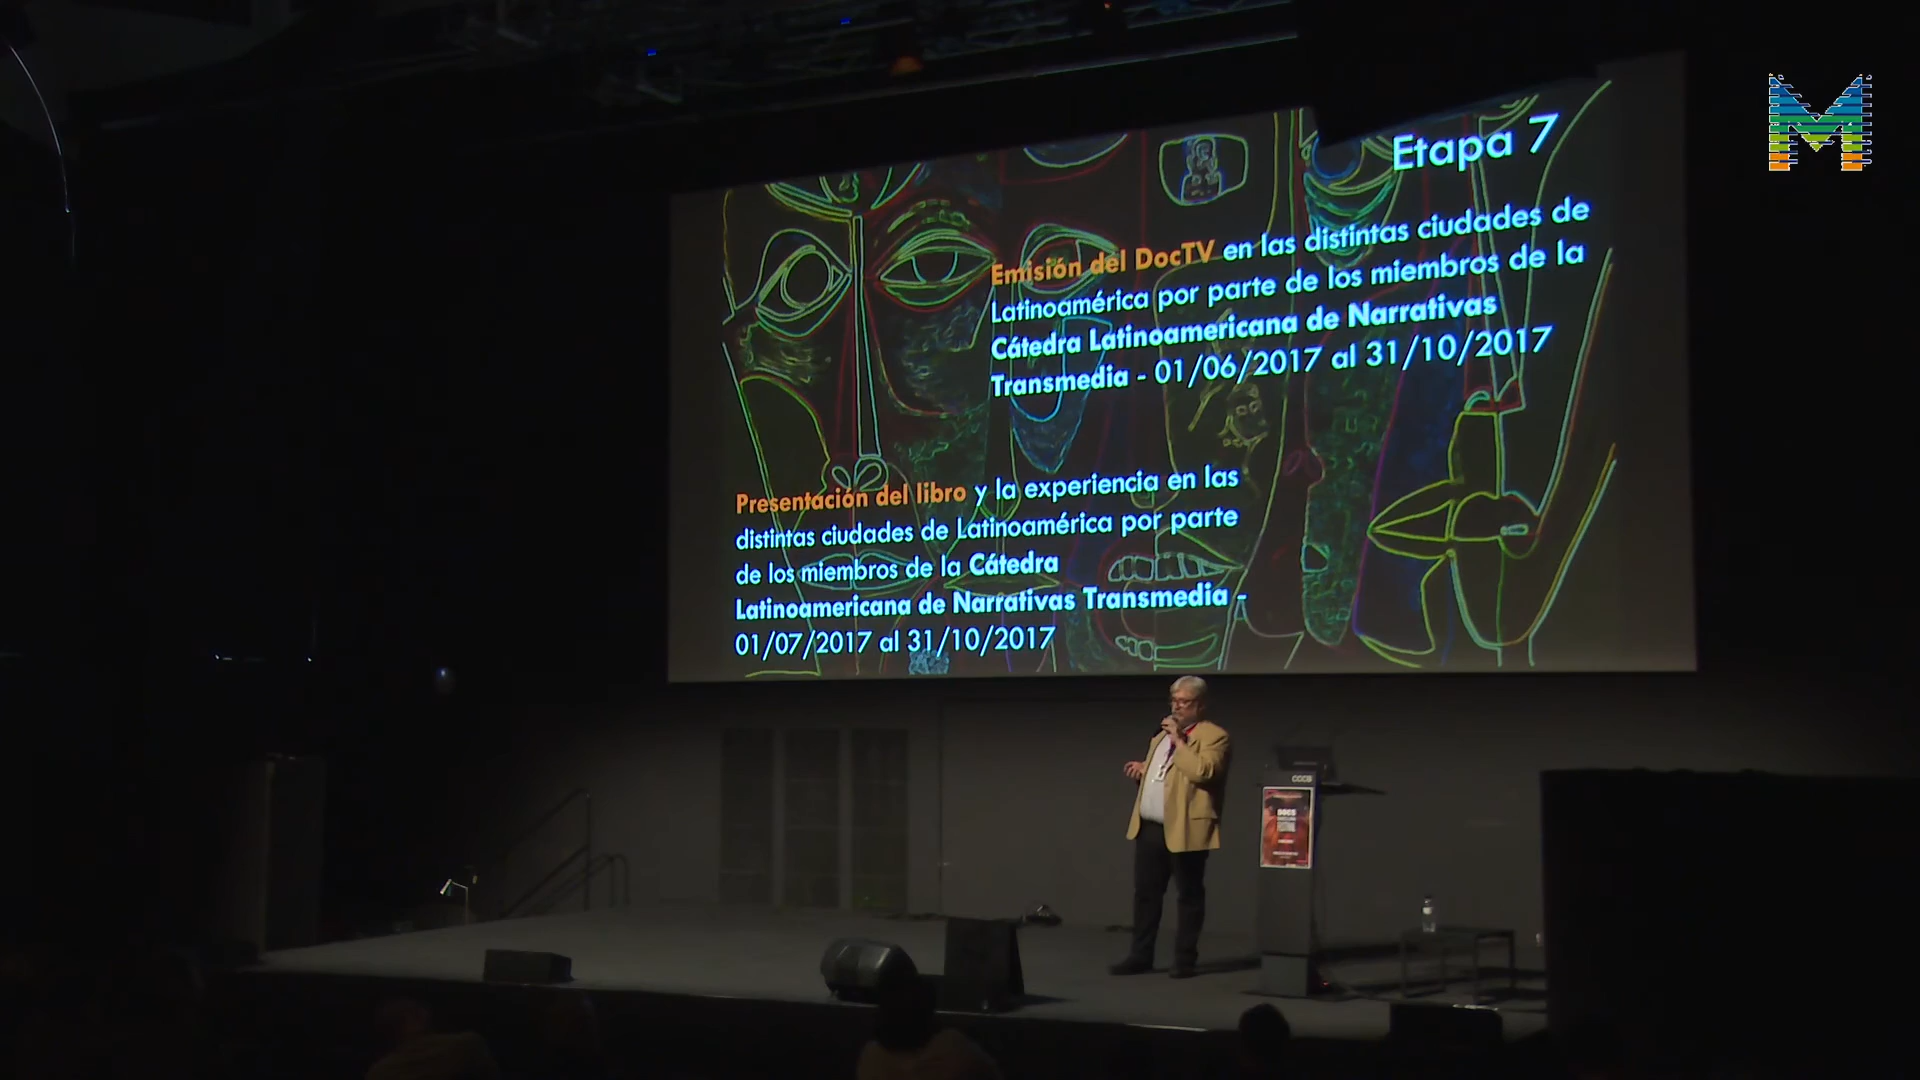 Etapa 7
Emisión del DocTV en las distintas ciudades de
Latinoamérica por parte de los miembros de la
Cátedra Latinoamericana de Narrativas
Transmedia - 01/06/2017 al 31/10/2017
Presentación del libro y la experiencia en las
distintas ciudades de Latinoamérica por parte
de los miembros de la Cátedra
Latinoamericana de Narrativas Transmedia -
01/07/2017 al 31/10/2017
M
CCCB